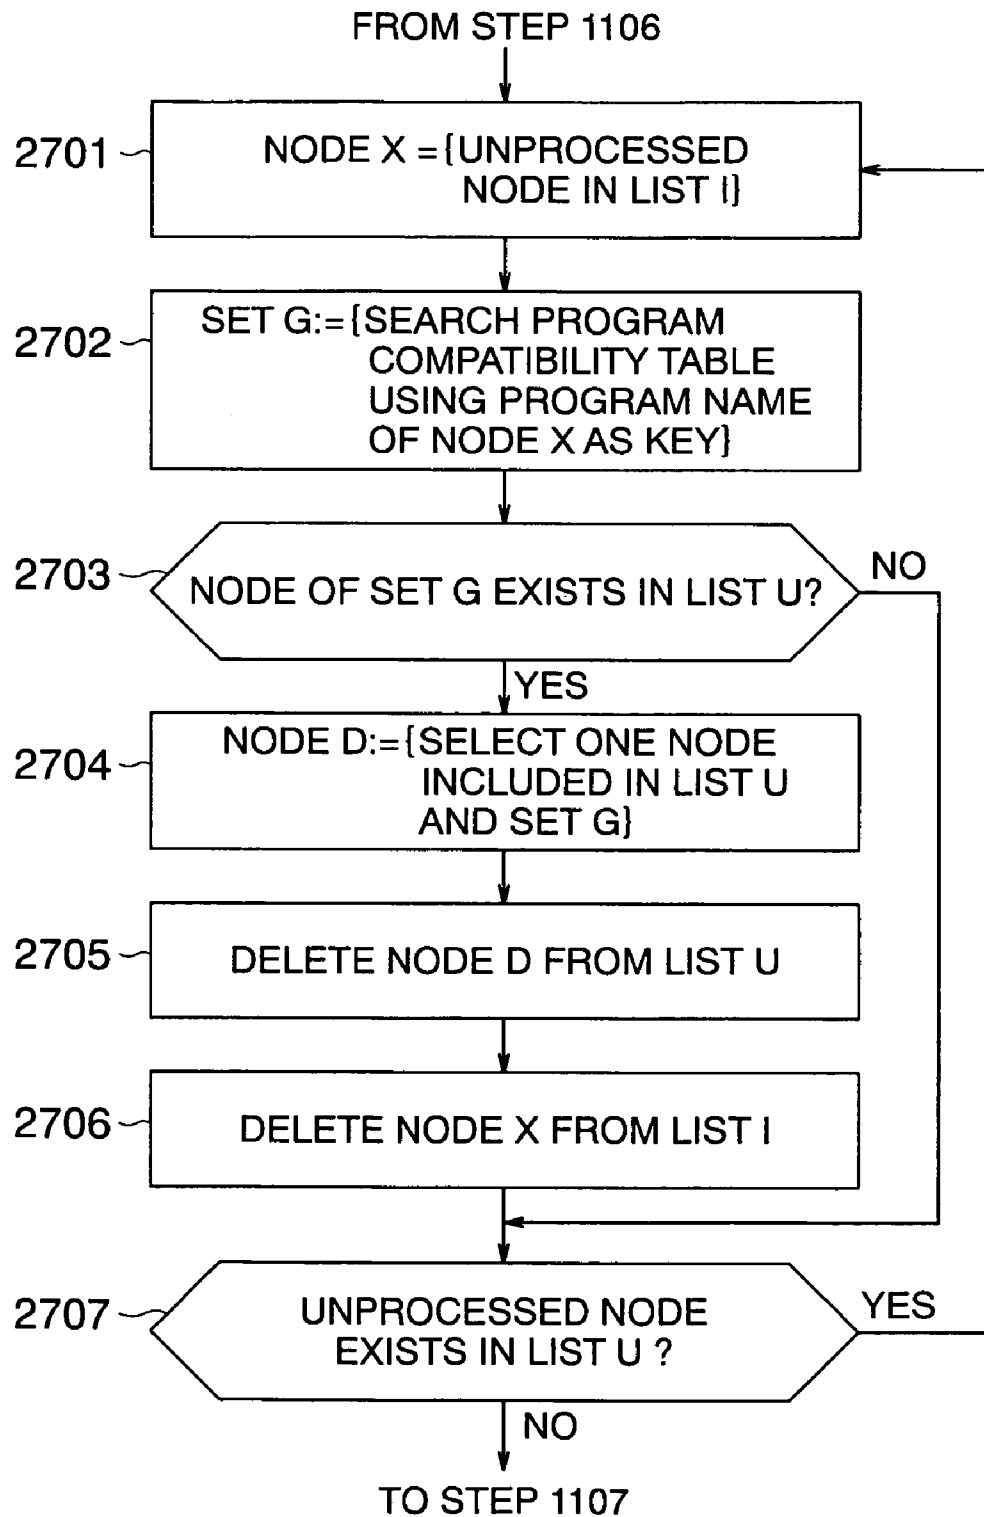 FROM STEP 1106
2701
NODE X = {UNPROCESSED
NODE IN LIST I}
2702
SET G:= {SEARCH PROGRAM
COMPATIBILITY TABLE
USING PROGRAM NAME
OF NODE X AS KEY}
2703
NODE OF SET G EXISTS IN LIST U?
NO
YES
2704
NODE D:= {SELECT ONE NODE
INCLUDED IN LIST U
AND SET G}
2705
DELETE NODE D FROM LIST U
2706
DELETE NODE X FROM LIST I
2707
UNPROCESSED NODE
EXISTS IN LIST U ?
YES
NO
TO STEP 1107